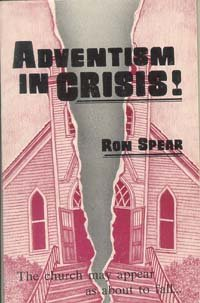 ADVENTISM
IN CRISIS!
RON SPEAR
The church may appear
as about to fall...